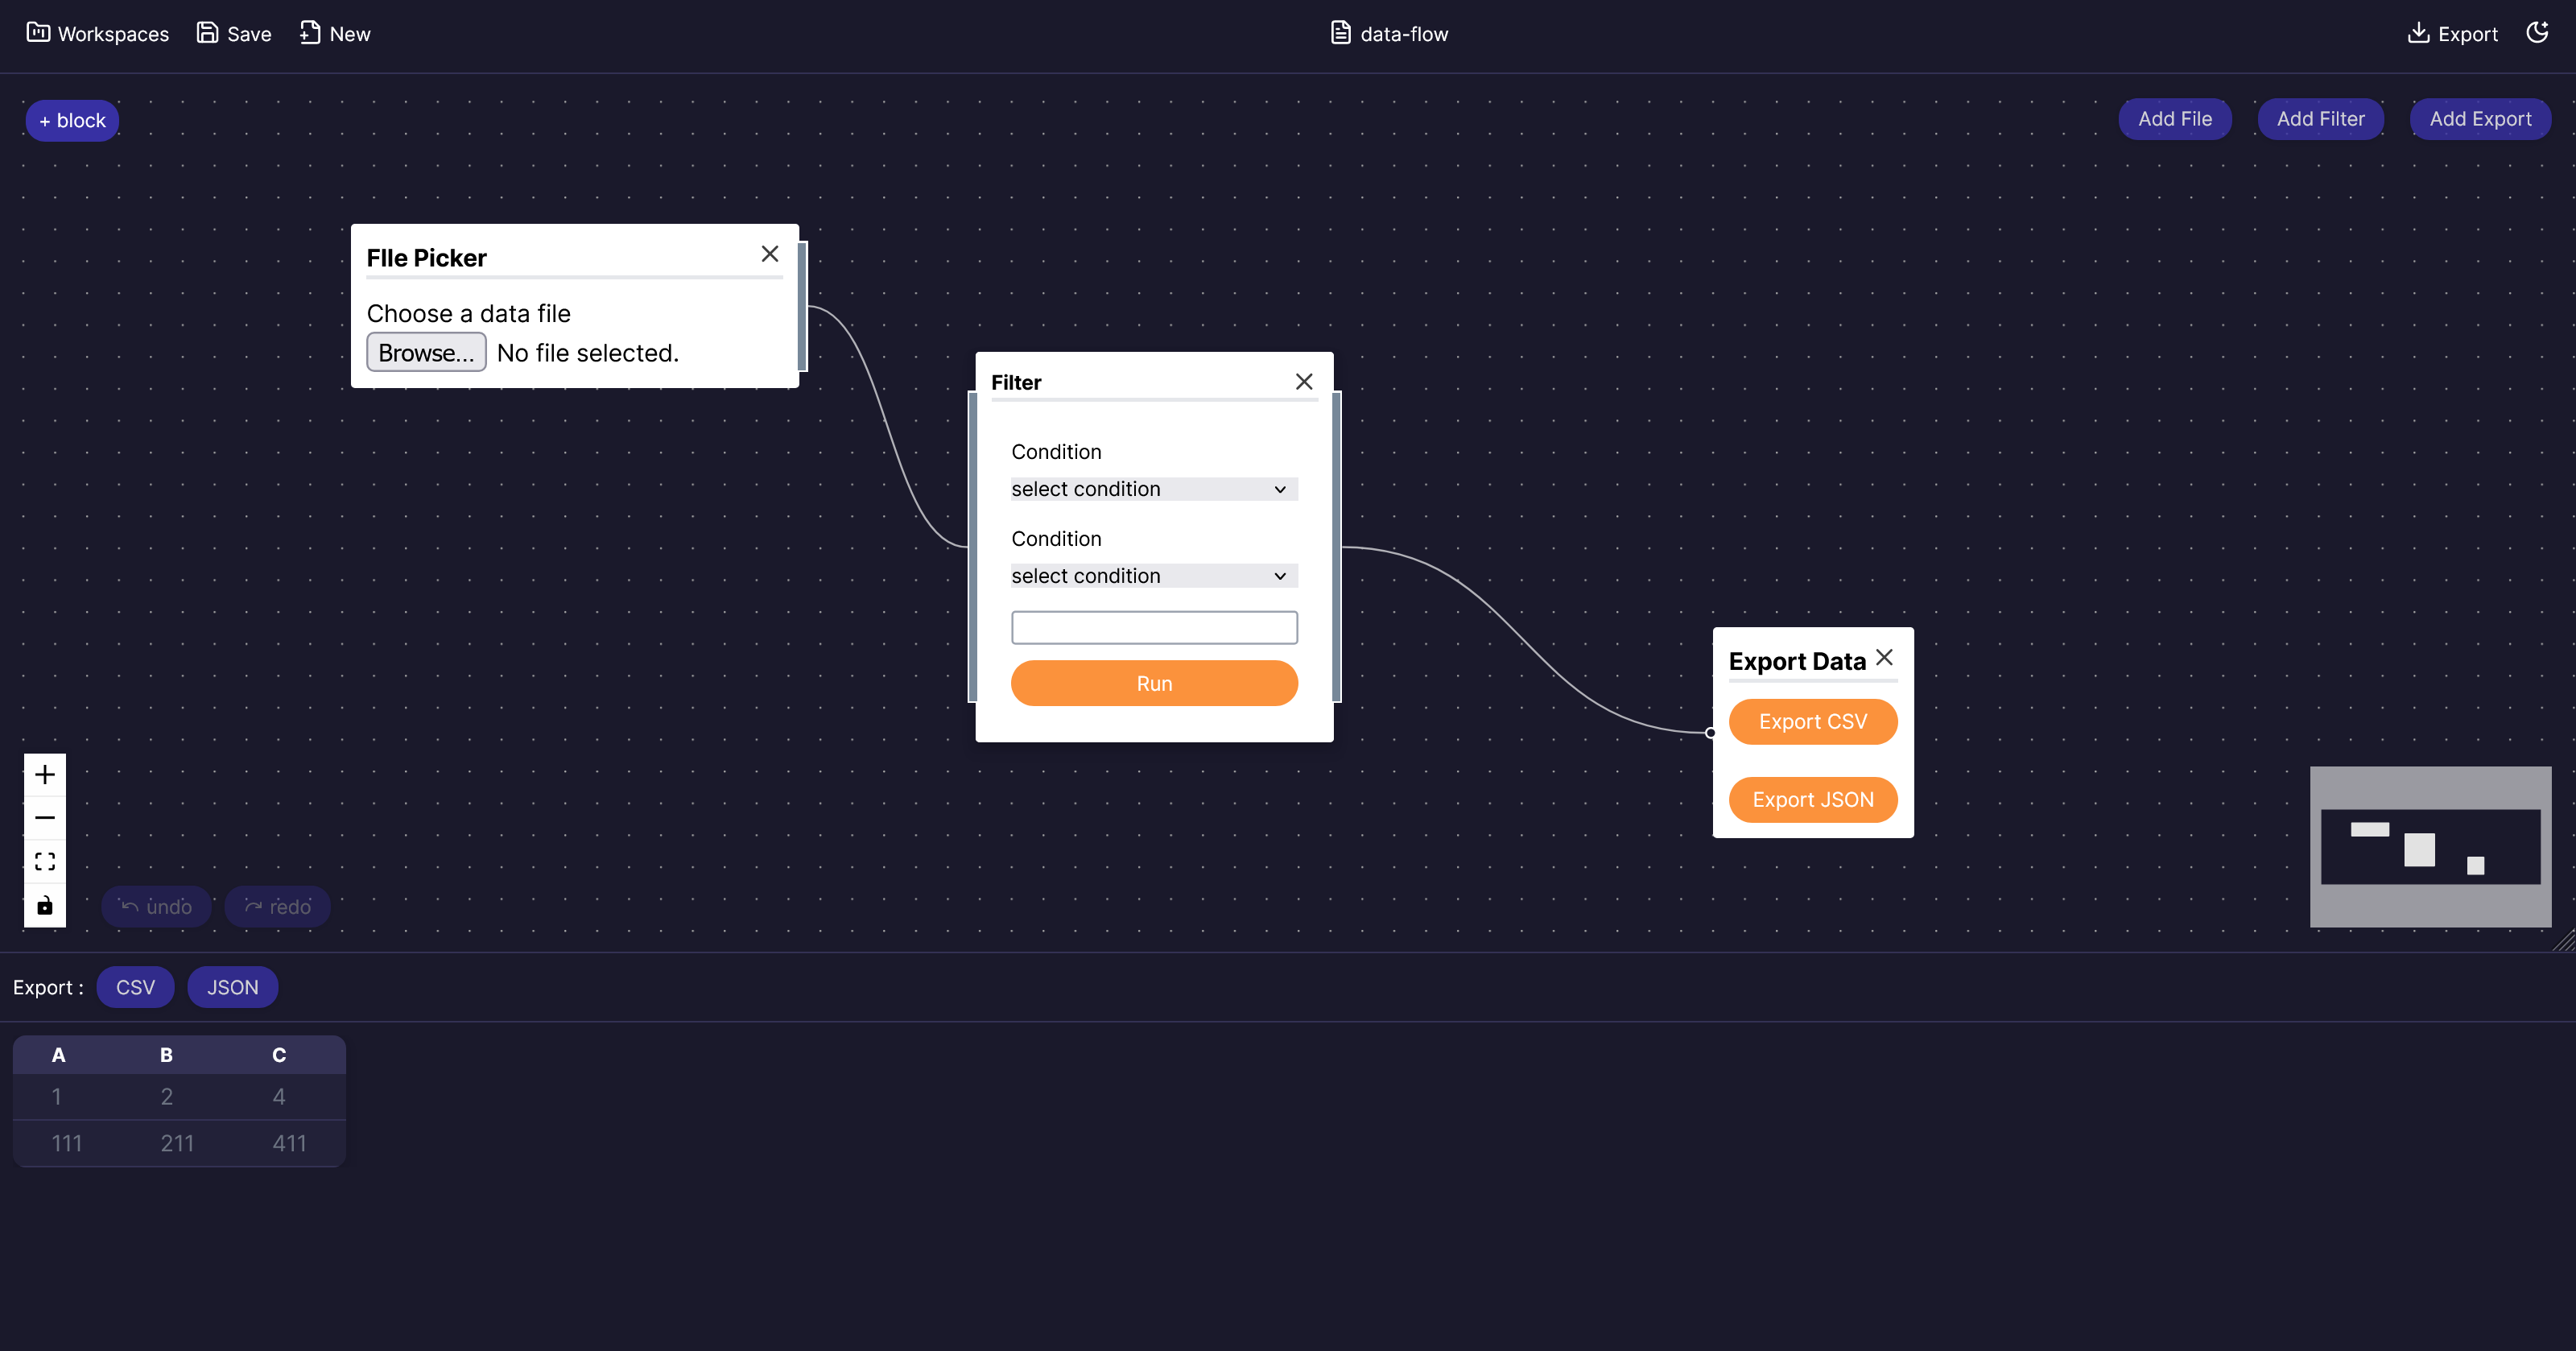 Workspaces Save New data-flow Export
+ block Add File Add Filter Add Export
FIle Picker
Choose a data file
Browse... No file selected.
Filter
Condition
select condition
Condition
select condition
Run
Export Data
Export CSV
Export JSON
undo redo
Export : CSV JSON
A B C
1 2 4
111 211 411